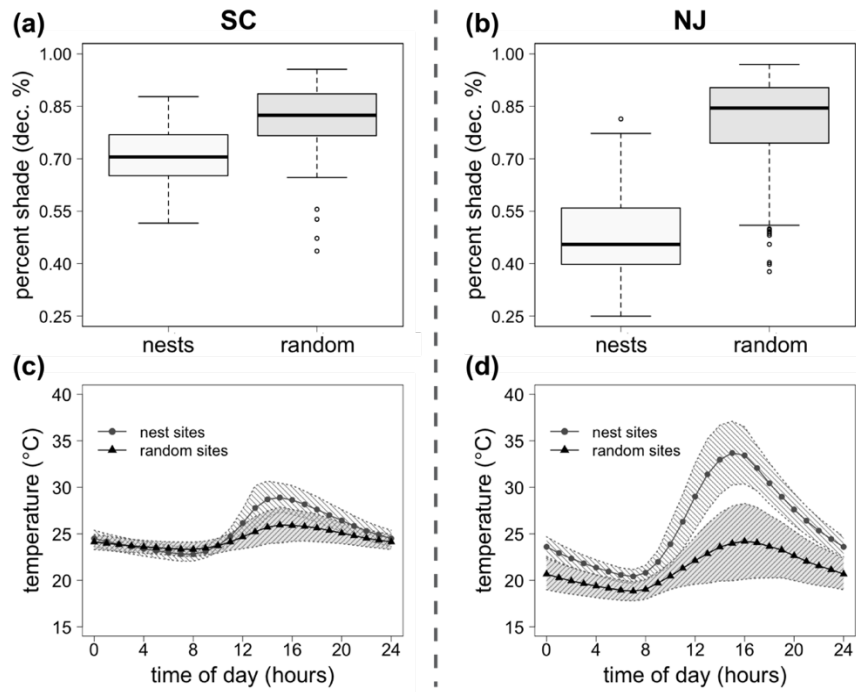 SC
NJ
(a)
(b)
percent shade (dec. %)
1.00
0.85
0.70
0.55
0.40
0.25
nests
random
percent shade (dec. %)
1.00
0.85
0.70
0.55
0.40
0.25
nests
random
(c)
(d)
temperature (°C)
40
35
30
25
20
15
nest sites
random sites
0 4 8 12 16 20 24
time of day (hours)
temperature (°C)
40
35
30
25
20
15
nest sites
random sites
0 4 8 12 16 20 24
time of day (hours)